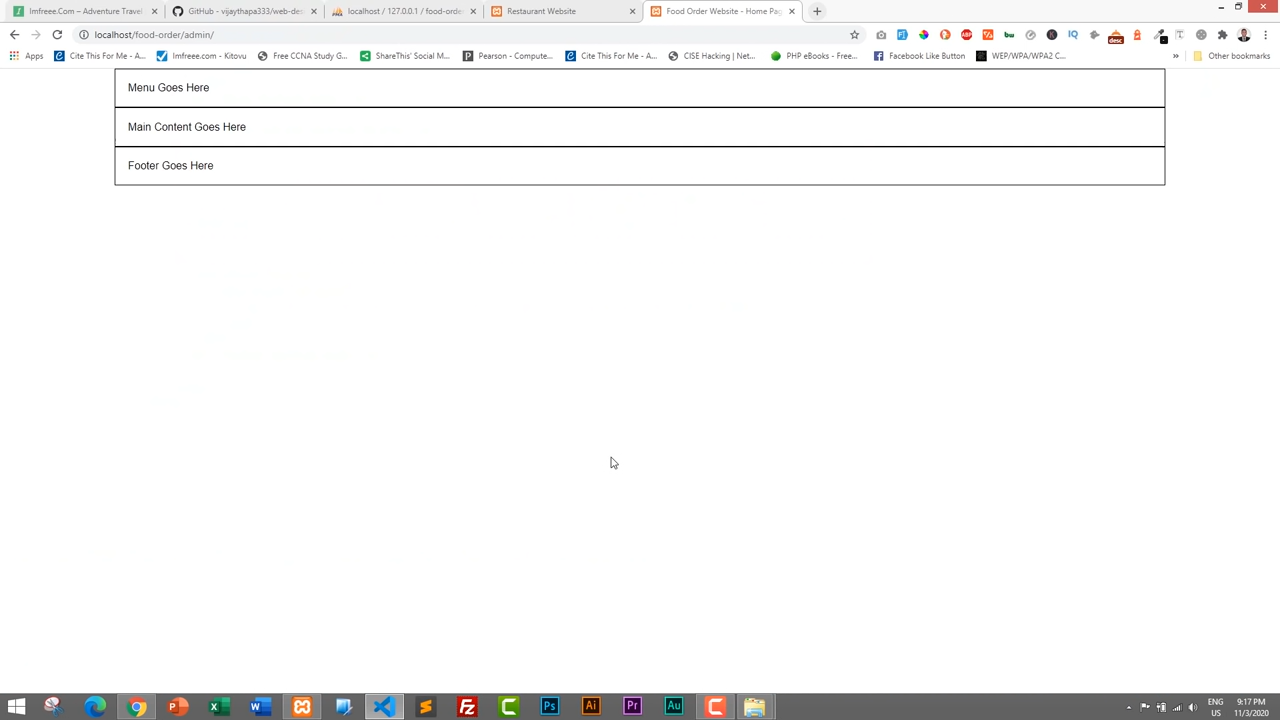 Imfreee.Com – Adventure Travel
GitHub - vijaythapa333/web-des
localhost / 127.0.0.1 / food-order
Restaurant Website
Food Order Website - Home Pag
localhost/food-order/admin/
Apps
Cite This For Me - A...
Imfreee.com - Kitovu
Free CCNA Study G...
ShareThis' Social M...
Pearson - Compute...
Cite This For Me - A...
CISE Hacking | Net...
PHP eBooks - Free...
Facebook Like Button
WEP/WPA/WPA2 C...
Other bookmarks
Menu Goes Here
Main Content Goes Here
Footer Goes Here
ENG
US
9:17 PM
11/3/2020